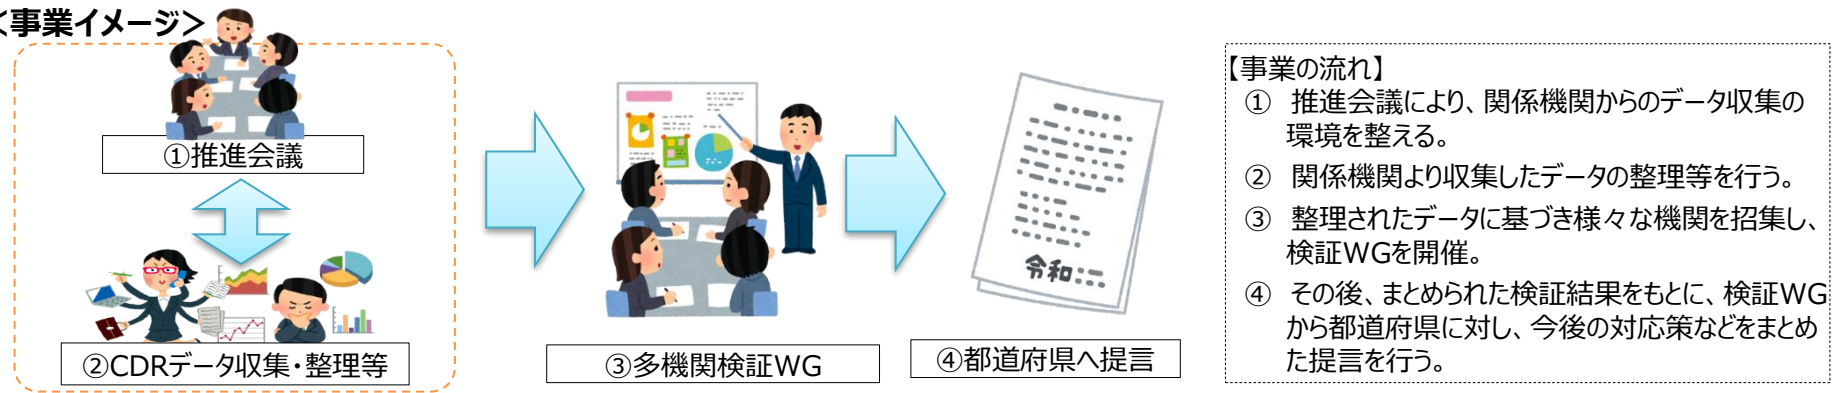 <事業イメージ>
①推進会議
②CDRデータ収集・整理等
③多機関検証WG
令和
④都道府県へ提言
【事業の流れ】
① 推進会議により、関係機関からのデータ収集の
環境を整える。
② 関係機関より収集したデータの整理等を行う。
③ 整理されたデータに基づき様々な機関を招集し、
検証WGを開催。
④ その後、まとめられた検証結果をもとに、検証WG
から都道府県に対し、今後の対応策などをまとめ
た提言を行う。